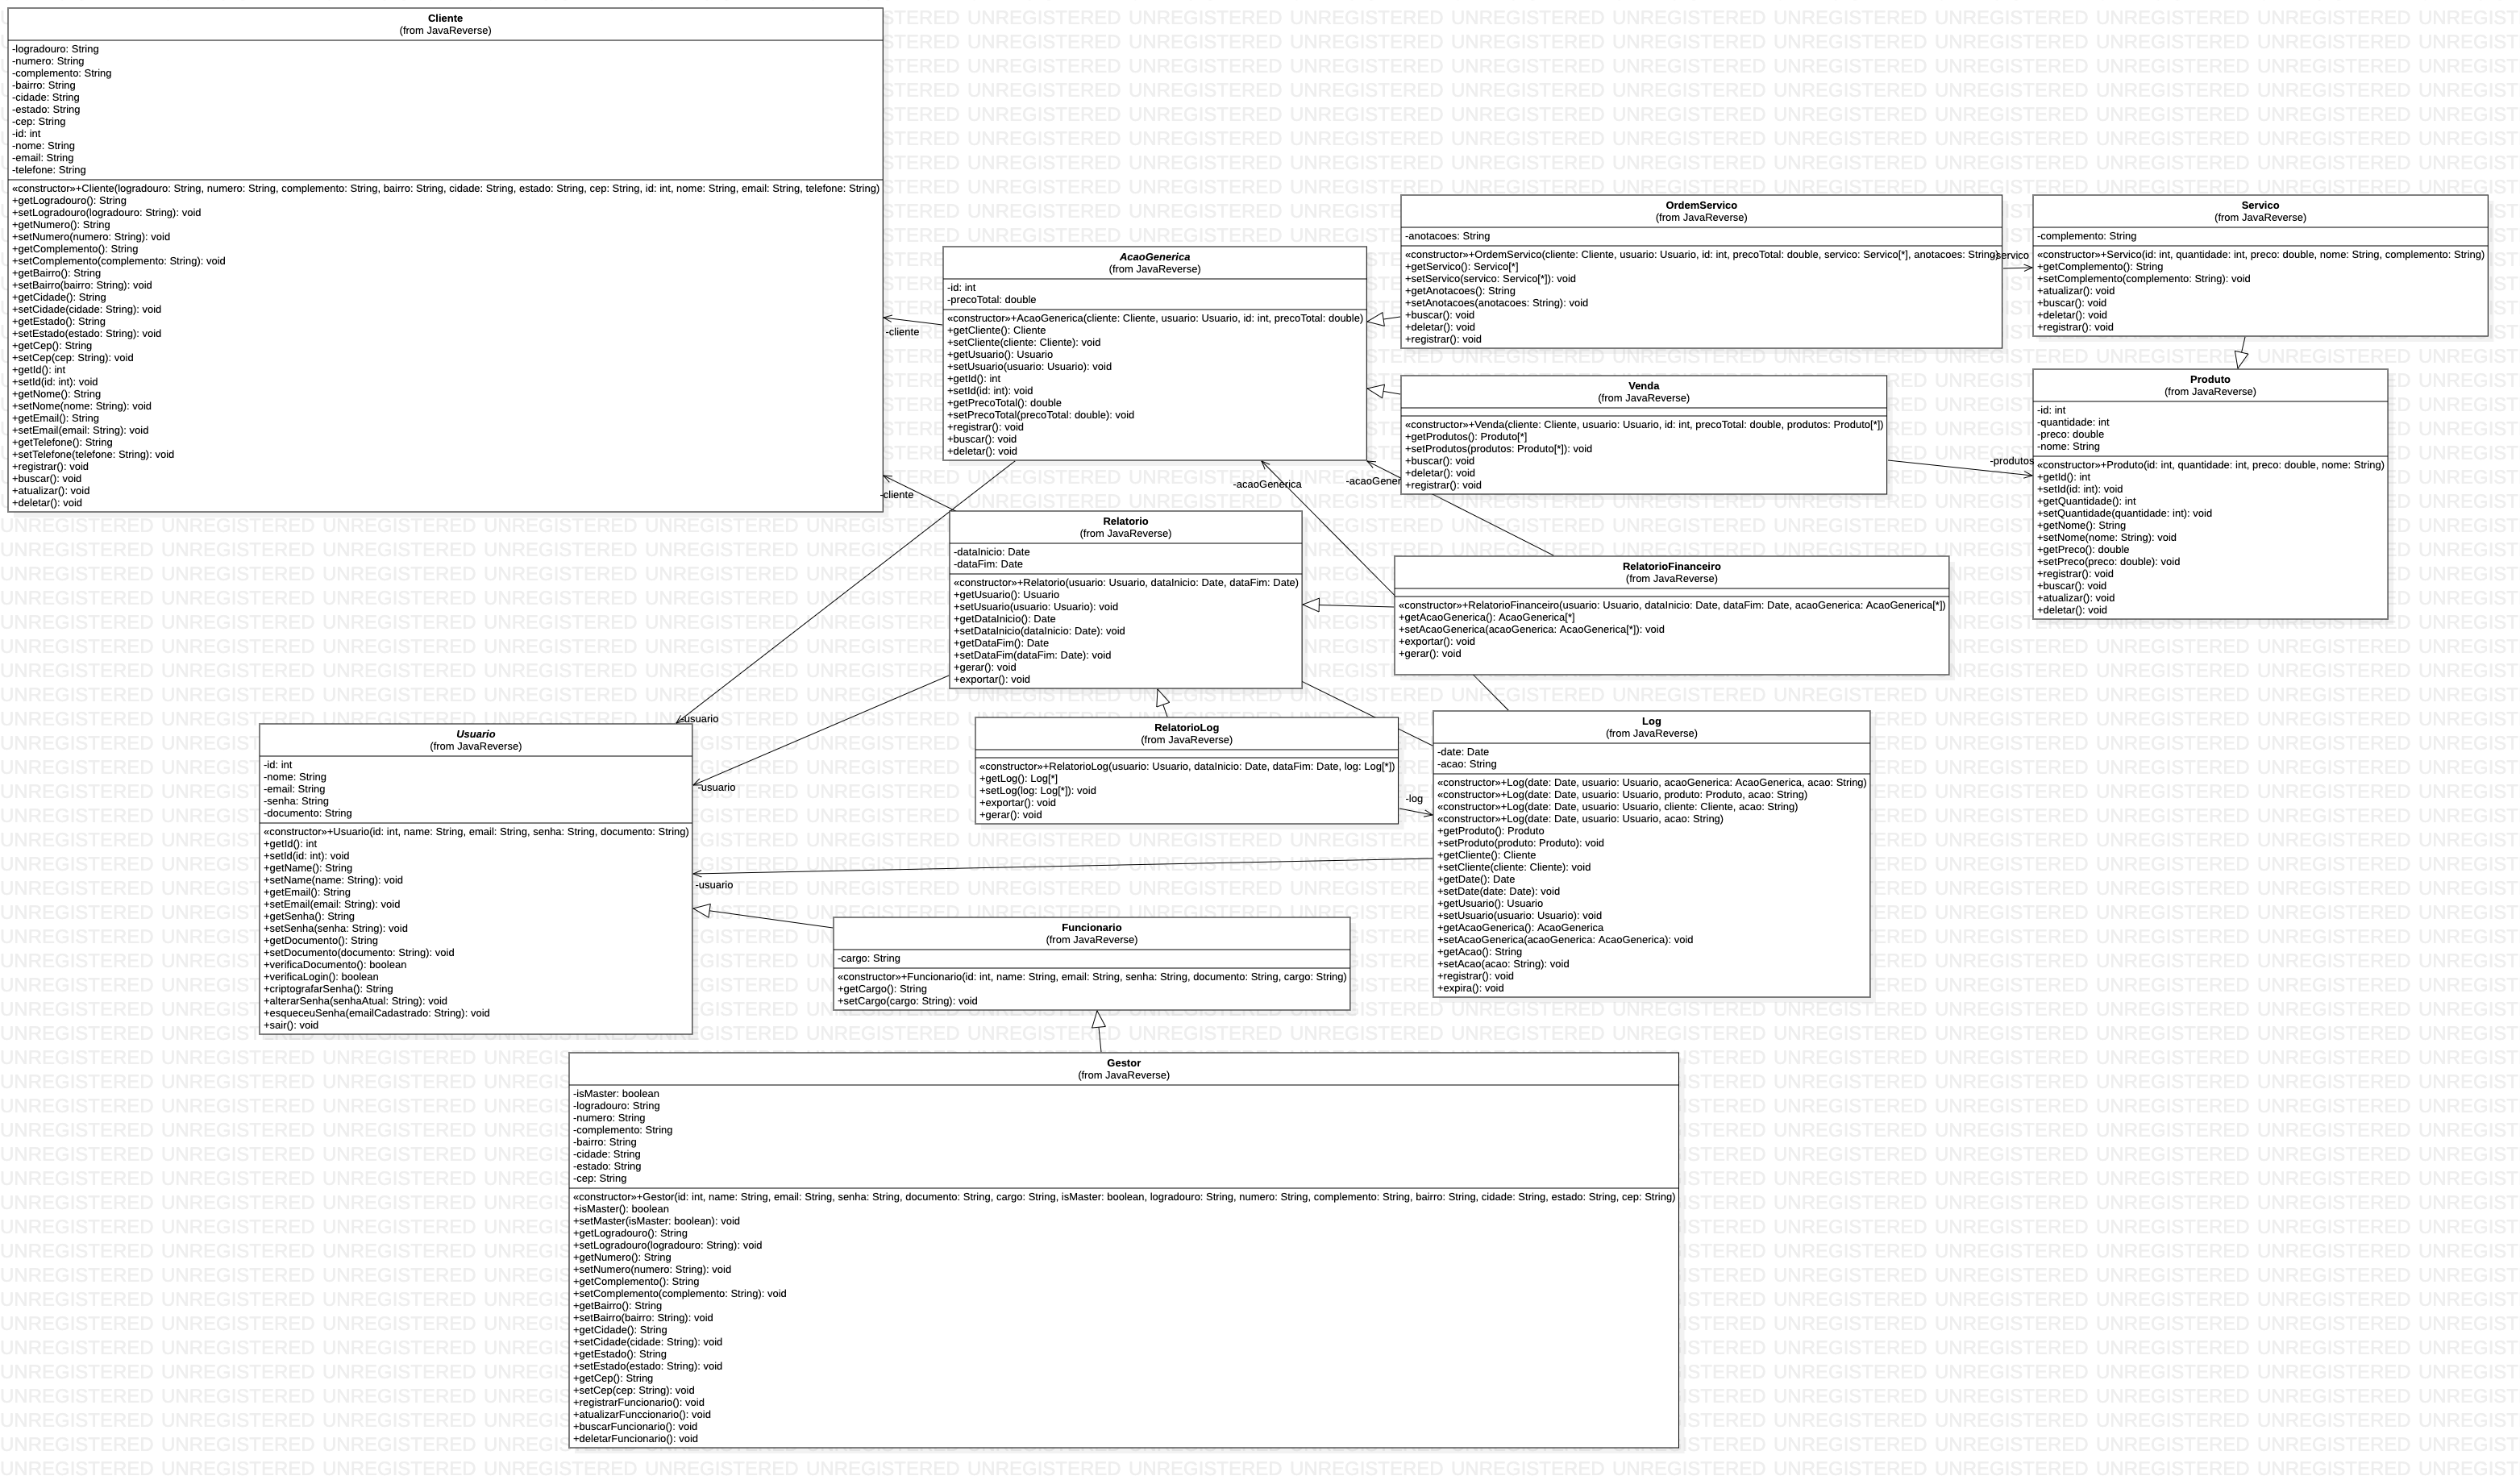 Cliente
(from JavaReverse)
-logradouro: String
-numero: String
-complemento: String
-bairro: String
-cidade: String
-estado: String
-cep: String
-id: int
-nome: String
-email: String
-telefone: String
«constructor»+Cliente(logradouro: String, numero: String, complemento: String, bairro: String, cidade: String, estado: String, cep: String, id: int, nome: String, email: String, telefone: String)
+getLogradouro(): String
+setLogradouro(logradouro: String): void
+getNumero(): String
+setNumero(numero: String): void
+getComplemento(): String
+setComplemento(complemento: String): void
+getBairro(): String
+setBairro(bairro: String): void
+getCidade(): String
+setCidade(cidade: String): void
+getEstado(): String
+setEstado(estado: String): void
+getCep(): String
+setCep(cep: String): void
+getId(): int
+setId(id: int): void
+getNome(): String
+setNome(nome: String): void
+getEmail(): String
+setEmail(email: String): void
+getTelefone(): String
+setTelefone(telefone: String): void
+registrar(): void
+buscar(): void
+atualizar(): void
+deletar(): void
AcaoGenerica
(from JavaReverse)
-id: int
-precoTotal: double
«constructor»+AcaoGenerica(cliente: Cliente, usuario: Usuario, id: int, precoTotal: double)
+getCliente(): Cliente
+setCliente(cliente: Cliente): void
+getUsuario(): Usuario
+setUsuario(usuario: Usuario): void
+getId(): int
+setId(id: int): void
+getPrecoTotal(): double
+setPrecoTotal(precoTotal: double): void
+registrar(): void
+buscar(): void
+deletar(): void
-cliente
-cliente
OrdemServico
(from JavaReverse)
-anotacoes: String
«constructor»+OrdemServico(cliente: Cliente, usuario: Usuario, id: int, precoTotal: double, servico: Servico[*], anotacoes: String)
+getServico(): Servico[*]
+setServico(servico: Servico[*]): void
+getAnotacoes(): String
+setAnotacoes(anotacoes: String): void
+buscar(): void
+deletar(): void
+registrar(): void
-servico
Servico
(from JavaReverse)
-complemento: String
«constructor»+Servico(id: int, quantidade: int, preco: double, nome: String, complemento: String)
+getComplemento(): String
+setComplemento(complemento: String): void
+atualizar(): void
+buscar(): void
+deletar(): void
+registrar(): void
Venda
(from JavaReverse)
«constructor»+Venda(cliente: Cliente, usuario: Usuario, id: int, precoTotal: double, produtos: Produto[*])
+getProdutos(): Produto[*]
+setProdutos(produtos: Produto[*]): void
+buscar(): void
+deletar(): void
+registrar(): void
-produtos
-acaoGenerica
-acaoGener
Produto
(from JavaReverse)
-id: int
-quantidade: int
-preco: double
-nome: String
«constructor»+Produto(id: int, quantidade: int, preco: double, nome: String)
+getId(): int
+setId(id: int): void
+getQuantidade(): int
+setQuantidade(quantidade: int): void
+getNome(): String
+setNome(nome: String): void
+getPreco(): double
+setPreco(preco: double): void
+registrar(): void
+buscar(): void
+atualizar(): void
+deletar(): void
Relatorio
(from JavaReverse)
-dataInicio: Date
-dataFim: Date
«constructor»+Relatorio(usuario: Usuario, dataInicio: Date, dataFim: Date)
+getUsuario(): Usuario
+setUsuario(usuario: Usuario): void
+getDataInicio(): Date
+setDataInicio(dataInicio: Date): void
+getDataFim(): Date
+setDataFim(dataFim: Date): void
+gerar(): void
+exportar(): void
RelatorioFinanceiro
(from JavaReverse)
«constructor»+RelatorioFinanceiro(usuario: Usuario, dataInicio: Date, dataFim: Date, acaoGenerica: AcaoGenerica[*])
+getAcaoGenerica(): AcaoGenerica[*]
+setAcaoGenerica(acaoGenerica: AcaoGenerica[*]): void
+exportar(): void
+gerar(): void
-usuario
-usuario
-usuario
Usuario
(from JavaReverse)
-id: int
-nome: String
-email: String
-senha: String
-documento: String
«constructor»+Usuario(id: int, name: String, email: String, senha: String, documento: String)
+getId(): int
+setId(id: int): void
+getName(): String
+setName(name: String): void
+getEmail(): String
+setEmail(email: String): void
+getSenha(): String
+setSenha(senha: String): void
+getDocumento(): String
+setDocumento(documento: String): void
+verificaDocumento(): boolean
+verificaLogin(): boolean
+criptografarSenha(): String
+alterarSenha(senhaAtual: String): void
+esqueceuSenha(emailCadastrado: String): void
+sair(): void
RelatorioLog
(from JavaReverse)
«constructor»+RelatorioLog(usuario: Usuario, dataInicio: Date, dataFim: Date, log: Log[*])
+getLog(): Log[*]
+setLog(log: Log[*]): void
+exportar(): void
+gerar(): void
-log
Log
(from JavaReverse)
-date: Date
-acao: String
«constructor»+Log(date: Date, usuario: Usuario, acaoGenerica: AcaoGenerica, acao: String)
«constructor»+Log(date: Date, usuario: Usuario, produto: Produto, acao: String)
«constructor»+Log(date: Date, usuario: Usuario, cliente: Cliente, acao: String)
«constructor»+Log(date: Date, usuario: Usuario, acao: String)
+getProduto(): Produto
+setProduto(produto: Produto): void
+getCliente(): Cliente
+setCliente(cliente: Cliente): void
+getDate(): Date
+setDate(date: Date): void
+getUsuario(): Usuario
+setUsuario(usuario: Usuario): void
+getAcaoGenerica(): AcaoGenerica
+setAcaoGenerica(acaoGenerica: AcaoGenerica): void
+getAcao(): String
+setAcao(acao: String): void
+registrar(): void
+expira(): void
Funcionario
(from JavaReverse)
-cargo: String
«constructor»+Funcionario(id: int, name: String, email: String, senha: String, documento: String, cargo: String)
+getCargo(): String
+setCargo(cargo: String): void
Gestor
(from JavaReverse)
-isMaster: boolean
-logradouro: String
-numero: String
-complemento: String
-bairro: String
-cidade: String
-estado: String
-cep: String
«constructor»+Gestor(id: int, name: String, email: String, senha: String, documento: String, cargo: String, isMaster: boolean, logradouro: String, numero: String, complemento: String, bairro: String, cidade: String, estado: String, cep: String)
+isMaster(): boolean
+setMaster(isMaster: boolean): void
+getLogradouro(): String
+setLogradouro(logradouro: String): void
+getNumero(): String
+setNumero(numero: String): void
+getComplemento(): String
+setComplemento(complemento: String): void
+getBairro(): String
+setBairro(bairro: String): void
+getCidade(): String
+setCidade(cidade: String): void
+getEstado(): String
+setEstado(estado: String): void
+getCep(): String
+setCep(cep: String): void
+registrarFuncionario(): void
+atualizarFunccionario(): void
+buscarFuncionario(): void
+deletarFuncionario(): void